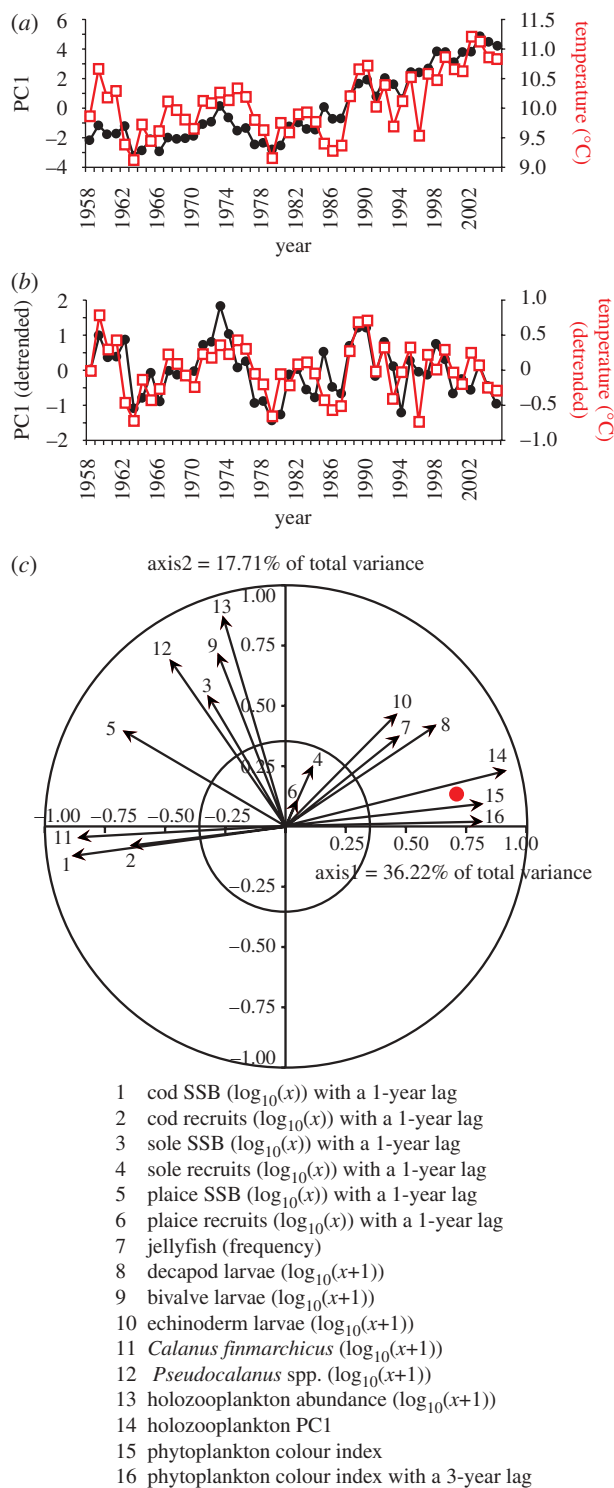 (a)
PC1
6
4
2
0
−2
−4
11.5
11.0
10.5
10.0
9.5
9.0
temperature (°C)
1958
1962
1966
1970
1974
1978
1982
1986
1990
1994
1998
2002
year
(b)
PC1 (detrended)
2
1
0
−1
−2
1.0
0.5
0
−0.5
−1.0
temperature (°C)
(detrended)
1958
1962
1966
1970
1974
1978
1982
1986
1990
1994
1998
2002
year
(c)
axis2 = 17.71% of total variance
1.00
13
0.75
12
9
0.50
3
10
7
8
5
0.25
4
14
6
15
−1.00
−0.75
−0.50
−0.25
16
11
0.25
0.50
0.75
1.00
1
2
axis1 = 36.22% of total variance
−0.25
−0.50
−0.75
−1.00
1 cod SSB (log10(x)) with a 1-year lag
2 cod recruits (log10(x)) with a 1-year lag
3 sole SSB (log10(x)) with a 1-year lag
4 sole recruits (log10(x)) with a 1-year lag
5 plaice SSB (log10(x)) with a 1-year lag
6 plaice recruits (log10(x)) with a 1-year lag
7 jellyfish (frequency)
8 decapod larvae (log10(x+1))
9 bivalve larvae (log10(x+1))
10 echinoderm larvae (log10(x+1))
11 Calanus finmarchicus (log10(x+1))
12 Pseudocalanus spp. (log10(x+1))
13 holozooplankton abundance (log10(x+1))
14 holozooplankton PC1
15 phytoplankton colour index
16 phytoplankton colour index with a 3-year lag